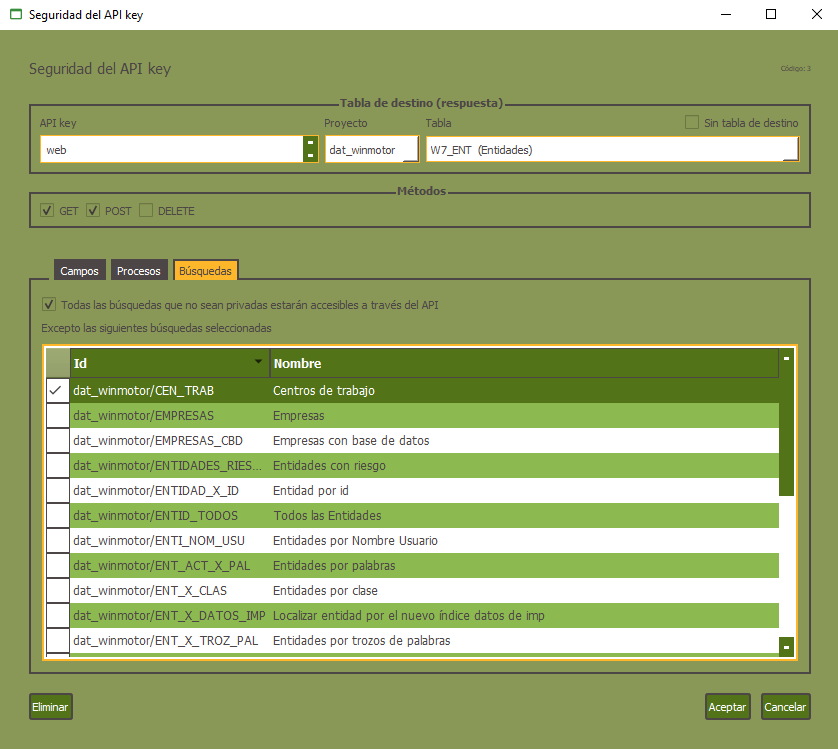 Seguridad del API key
Seguridad del API key
Código: 3
Tabla de destino (respuesta)
API key
Proyecto
Tabla
Sin tabla de destino
web
dat_winmotor
W7_ENT (Entidades)
Métodos
GET
POST
DELETE
Campos
Procesos
Búsquedas
Todas las búsquedas que no sean privadas estarán accesibles a través del API
Excepto las siguientes búsquedas seleccionadas
Id Nombre
dat_winmotor/CEN_TRAB Centros de trabajo
dat_winmotor/EMPRESAS Empresas
dat_winmotor/EMPRESAS_CBD Empresas con base de datos
dat_winmotor/ENTIDADES_RIES... Entidades con riesgo
dat_winmotor/ENTIDAD_X_ID Entidad por id
dat_winmotor/ENTID_TODOS Todos las Entidades
dat_winmotor/ENTI_NOM_USU Entidades por Nombre Usuario
dat_winmotor/ENT_ACT_X_PAL Entidades por palabras
dat_winmotor/ENT_X_CLAS Entidades por clase
dat_winmotor/ENT_X_DATOS_IMP Localizar entidad por el nuevo índice datos de imp
dat_winmotor/ENT_X_TROZ_PAL Entidades por trozos de palabras
Eliminar
Aceptar
Cancelar